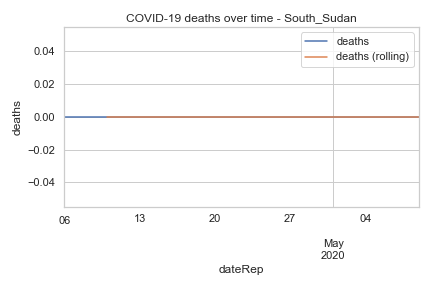 COVID-19 deaths over time - South_Sudan
deaths
deaths (rolling)
deaths
0.04
0.02
0.00
−0.02
−0.04
06
13
20
27
04
May
2020
dateRep